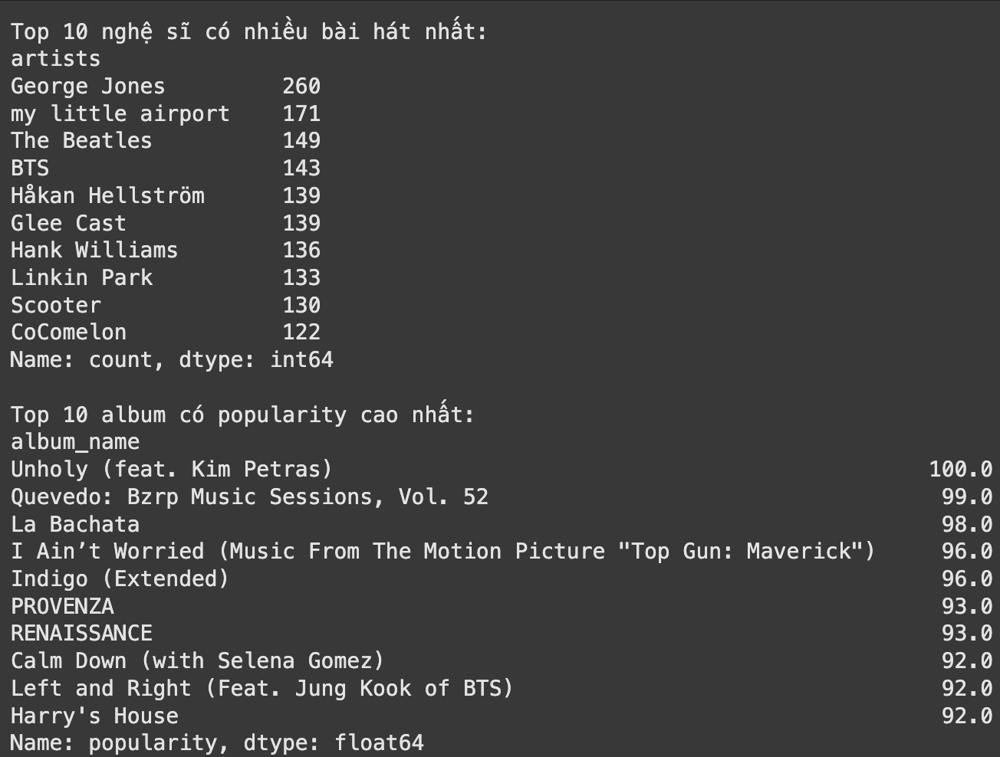 Top 10 nghệ sĩ có nhiều bài hát nhất:
artists
George Jones 260
my little airport 171
The Beatles 149
BTS 143
Håkan Hellström 139
Glee Cast 139
Hank Williams 136
Linkin Park 133
Scooter 130
CoComelon 122
Name: count, dtype: int64
Top 10 album có popularity cao nhất:
album_name
Unholy (feat. Kim Petras) 100.0
Quevedo: Bzrp Music Sessions, Vol. 52 99.0
La Bachata 98.0
I Ain’t Worried (Music From The Motion Picture "Top Gun: Maverick") 96.0
Indigo (Extended) 96.0
PROVENZA 93.0
RENAISSANCE 93.0
Calm Down (with Selena Gomez) 92.0
Left and Right (Feat. Jung Kook of BTS) 92.0
Harry's House 92.0
Name: popularity, dtype: float64